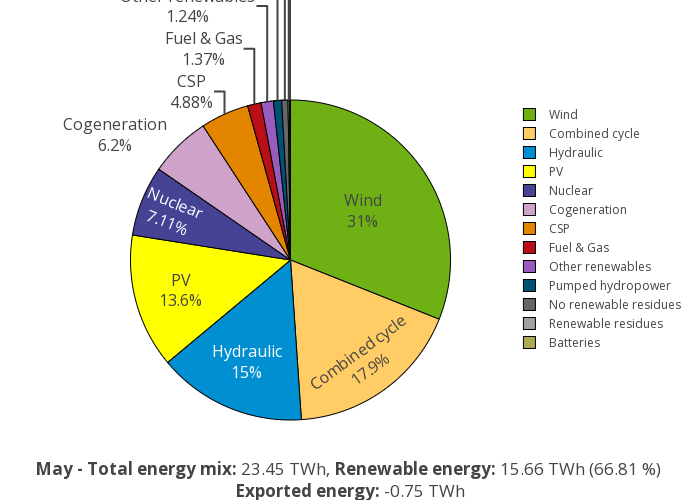 Other renewables
1.24%
Fuel & Gas
1.37%
CSP
4.88%
Cogeneration
6.2%
Nuclear
7.11%
PV
13.6%
Hydraulic
15%
Combined cycle
17.9%
Wind
31%
Wind
Combined cycle
Hydraulic
PV
Nuclear
Cogeneration
CSP
Fuel & Gas
Other renewables
Pumped hydropower
No renewable residues
Renewable residues
Batteries
May - Total energy mix: 23.45 TWh, Renewable energy: 15.66 TWh (66.81 %)
Exported energy: -0.75 TWh